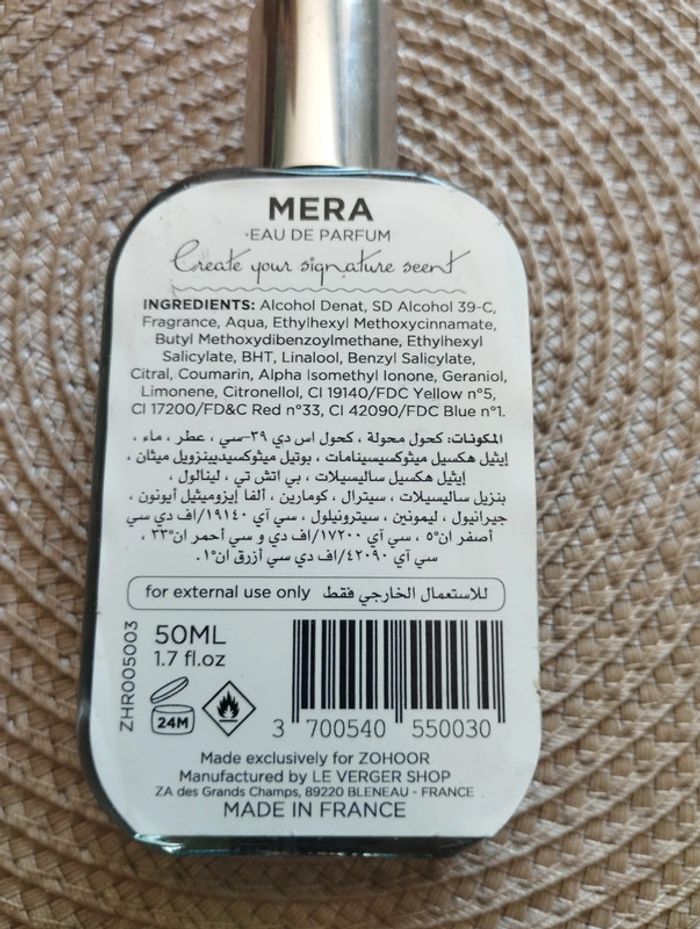 MERA
EAU DE PARFUM
Create your signature scent
INGREDIENTS: Alcohol Denat, SD Alcohol 39-C,
Fragrance, Aqua, Ethylhexyl Methoxycinnamate,
Butyl Methoxydibenzoylmethane, Ethylhexyl
Salicylate, BHT, Linalool, Benzyl Salicylate,
Citral, Coumarin, Alpha Isomethyl Ionone, Geraniol,
Limonene, Citronellol, CI 19140/FDC Yellow n°5,
CI 17200/FD&C Red n°33, CI 42090/FDC Blue n°1.
المكونات: كحول محولة ، كحول اس دي ٣٩-سي ، عطر ، ماء ،
إيثيل هكسيل ميثوكسيسينامات ، بوتيل ميثوكسيديبنزويل ميثان ،
إيثيل هكسيل ساليسيلات ، بي اتش تي ، لينالول ،
بنزيل ساليسيلات ، سيترال ، كومارين ، ألفا إيزوميثيل أيونون ،
جيرانيول ، ليمونين ، سيترونيلول ، سي آي ١٩١٤٠/اف دي سي
أصفر ان°٥ ، سي آي ١٧٢٠٠/اف دي و سي أحمر ان°٣٣ ،
سي آي ٤٢٠٩٠/اف دي سي أزرق ان°١.
for external use only للاستعمال الخارجي فقط
ZHR005003
50ML
1.7 fl.oz
24M
3 700540 550030
Made exclusively for ZOHOOR
Manufactured by LE VERGER SHOP
ZA des Grands Champs, 89220 BLENEAU - FRANCE
MADE IN FRANCE